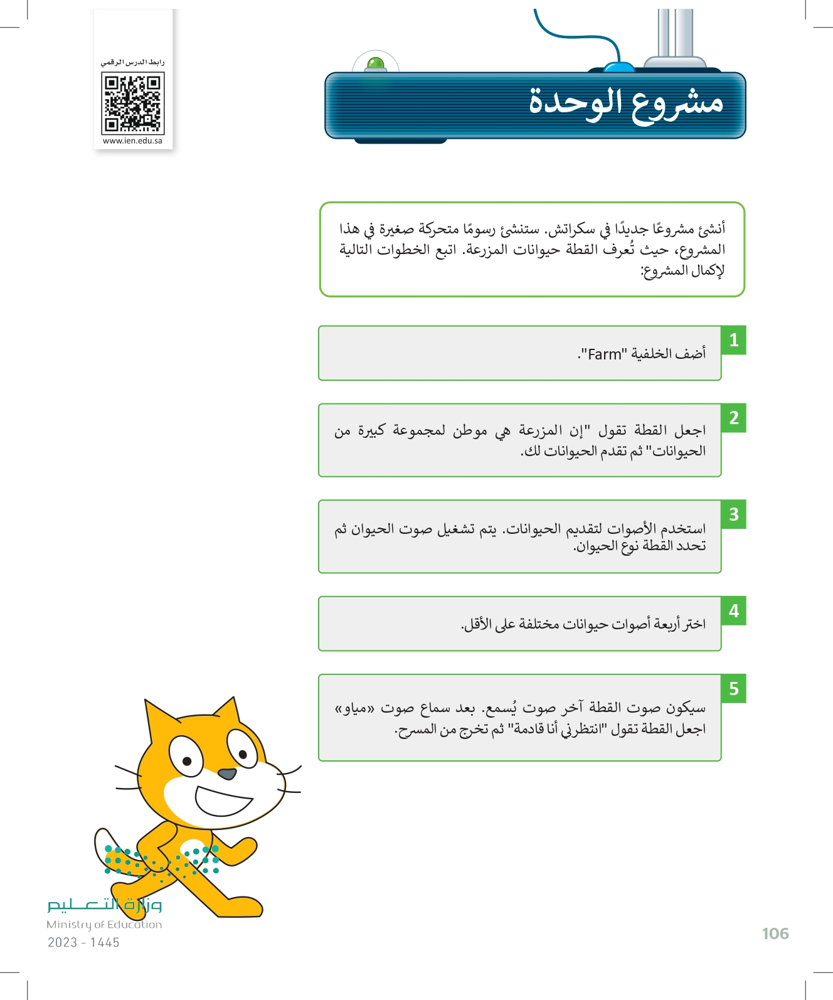 رابط الدرس الرقمي
www.ien.edu.sa
مشروع الوحدة
أنشئ مشروعًا جديدًا في سكراتش. ستنشئ رسومًا متحركة صغيرة في هذا
المشروع، حيث تُعرف القطة حيوانات المزرعة. اتبع الخطوات التالية
لإكمال المشروع:
1
أضف الخلفية "Farm".
2
اجعل القطة تقول "إن المزرعة هي موطن لمجموعة كبيرة من
الحيوانات" ثم تقدم الحيوانات لك.
3
استخدم الأصوات لتقديم الحيوانات. يتم تشغيل صوت الحيوان ثم
تحدد القطة نوع الحيوان.
4
اختر أربعة أصوات حيوانات مختلفة على الأقل.
5
سيكون صوت القطة آخر صوت يُسمع. بعد سماع صوت «مياو»
اجعل القطة تقول "انتظرني أنا قادمة" ثم تخرج من المسرح.
وزارة التعليم
Ministry of Education
2023 - 1445
106